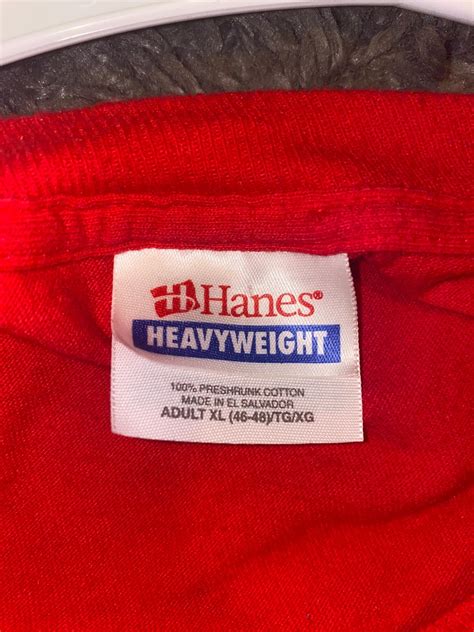 Hanes®
HEAVYWEIGHT
100% PRESHRUNK COTTON
MADE IN EL SALVADOR
ADULT XL (46-48)/TG/XG